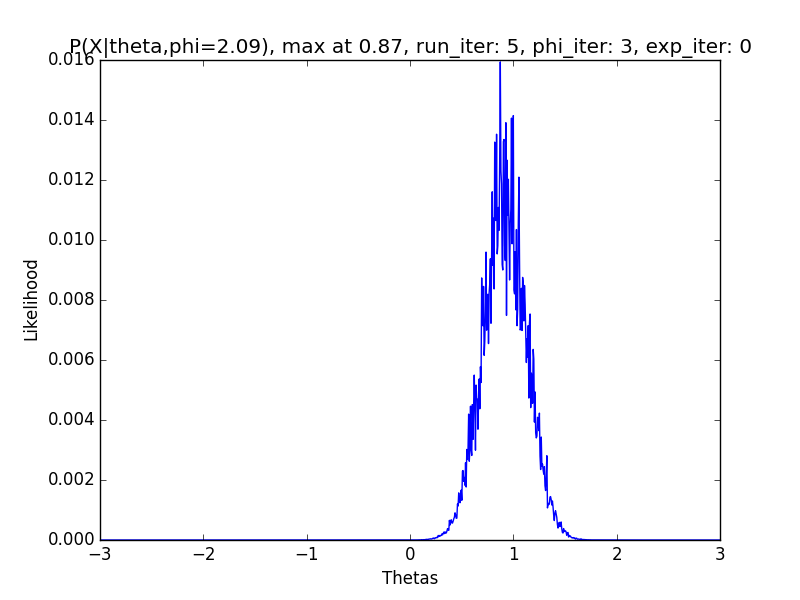 P(X|theta,phi=2.09), max at 0.87, run_iter: 5, phi_iter: 3, exp_iter: 0
0.016
0.014
0.012
0.010
0.008
0.006
0.004
0.002
0.000
Likelihood
−3 −2 −1 0 1 2 3
Thetas